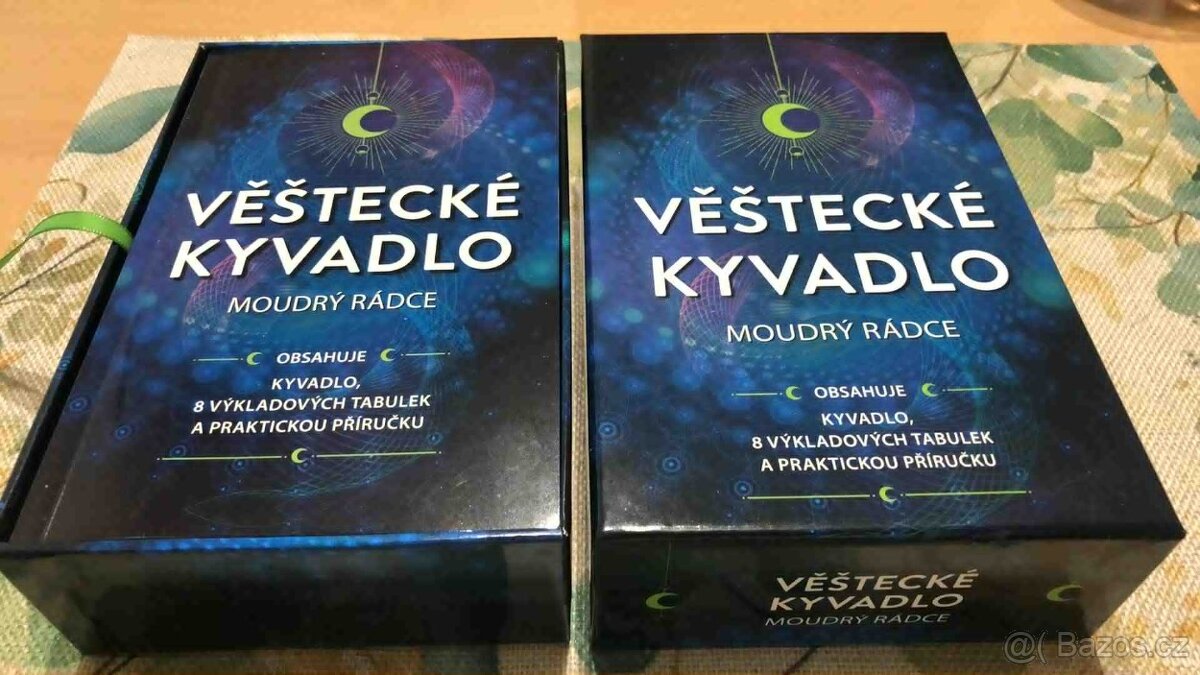 VĚŠTECKÉ
KYVADLO
MOUDRÝ RÁDCE
OBSAHUJE
KYVADLO,
8 VÝKLADOVÝCH TABULEK
A PRAKTICKOU PŘÍRUČKU
VĚŠTECKÉ
KYVADLO
MOUDRÝ RÁDCE
OBSAHUJE
KYVADLO,
8 VÝKLADOVÝCH TABULEK
A PRAKTICKOU PŘÍRUČKU
VĚŠTECKÉ
KYVADLO
MOUDRÝ RÁDCE
@( Bazos.cz